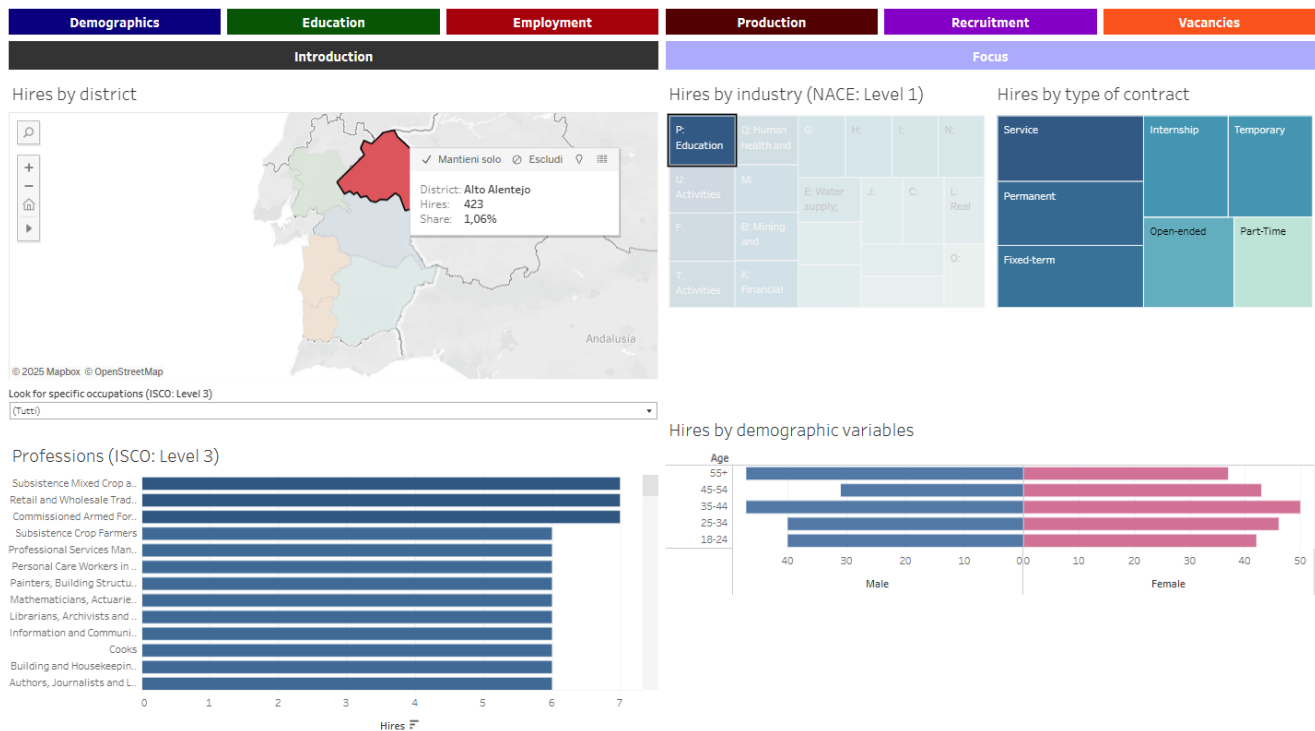 Demographics
Education
Employment
Production
Recruitment
Vacancies
Introduction
Focus
Hires by district
Mantieni solo
Escludi
District: Alto Alentejo
Hires: 423
Share: 1,06%
Andalusía
© 2025 Mapbox © OpenStreetMap
Look for specific occupations (ISCO: Level 3)
(Tutti)
Professions (ISCO: Level 3)
Subsistence Mixed Crop a..
Retail and Wholesale Trad..
Commissioned Armed For..
Subsistence Crop Farmers
Professional Services Man..
Personal Care Workers in ..
Painters, Building Structu..
Mathematicians, Actuarie..
Librarians, Archivists and ..
Information and Communi..
Cooks
Building and Housekeepin..
Authors, Journalists and L..
0 1 2 3 4 5 6 7
Hires
Hires by industry (NACE: Level 1)
P:
Education
Q: Human
health and
G:
H:
I:
N:
U:
Activities
M:
E: Water
supply;
J:
C:
L:
Real
F:
B: Mining
and
O:
T:
Activities
K:
Financial
Hires by type of contract
Service
Internship
Temporary
Permanent
Open-ended
Part-Time
Fixed-term
Hires by demographic variables
Age
55+
45-54
35-44
25-34
18-24
40 30 20 10 0
0 10 20 30 40 50
Male
Female